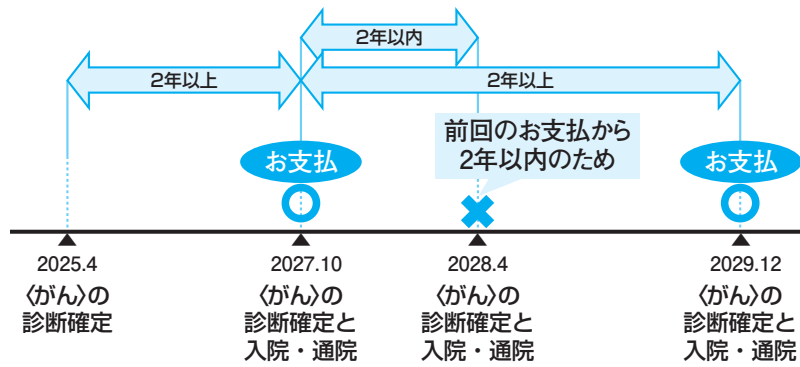 2年以内
2年以上
2年以上
前回のお支払から
2年以内のため
お支払
お支払
2025.4
〈がん〉の
診断確定
2027.10
〈がん〉の
診断確定と
入院・通院
2028.4
〈がん〉の
診断確定と
入院・通院
2029.12
〈がん〉の
診断確定と
入院・通院